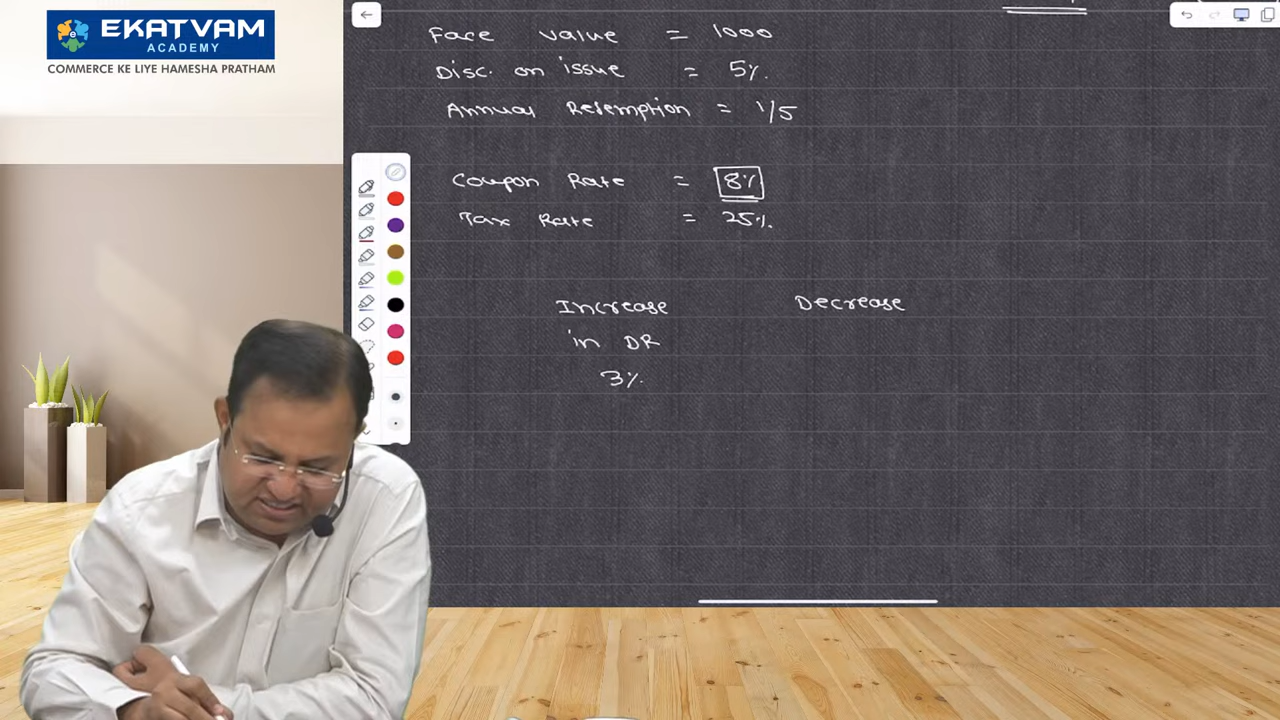 EKATVAM
ACADEMY
COMMERCE KE LIYE HAMESHA PRATHAM
Face value = 1000
Disc. on issue = 5%.
Annual Redemption = 1/5
Coupon Rate = 8%
Tax Rate = 25%.
Increase Decrease
in DR
3%.